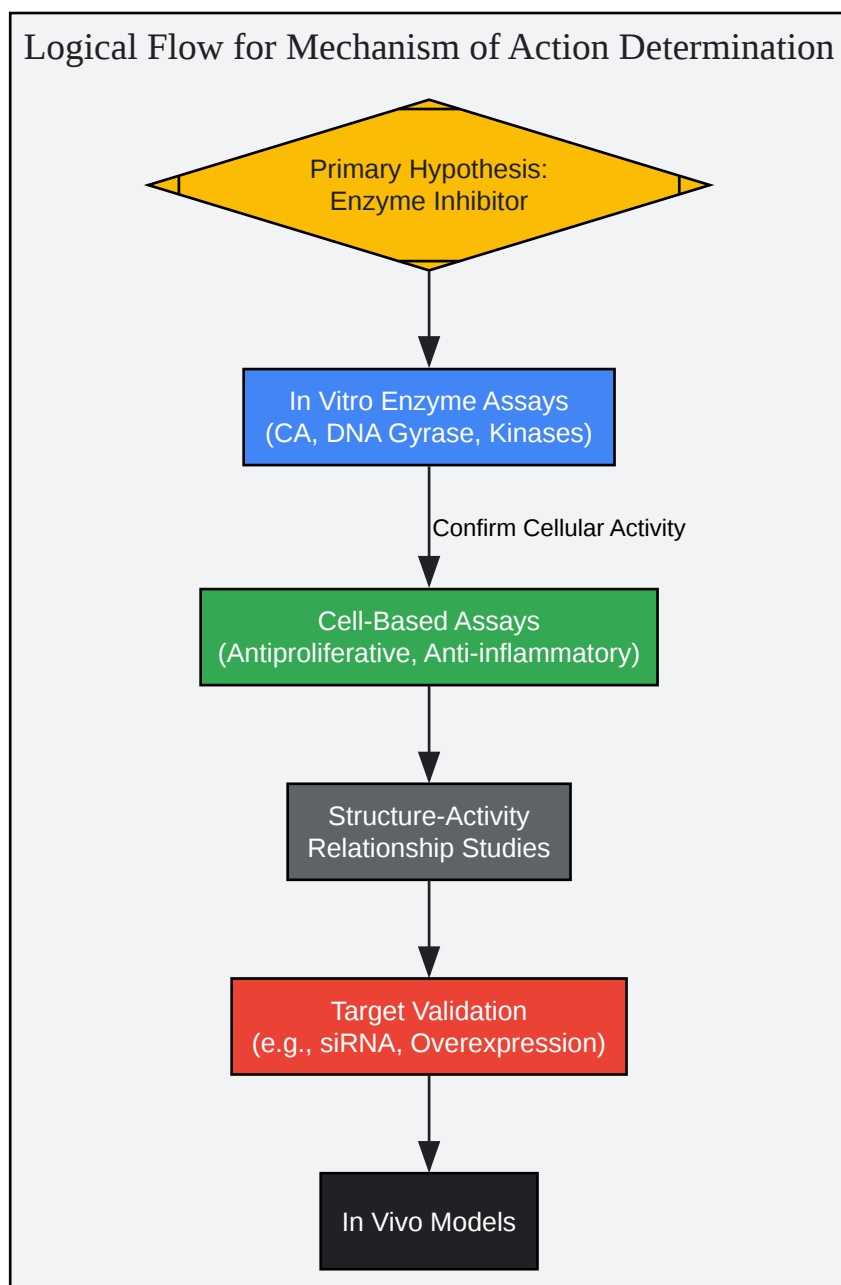 Logical Flow for Mechanism of Action Determination
Primary Hypothesis:
Enzyme Inhibitor
In Vitro Enzyme Assays
(CA, DNA Gyrase, Kinases)
Confirm Cellular Activity
Cell-Based Assays
(Antiproliferative, Anti-inflammatory)
Structure-Activity
Relationship Studies
Target Validation
(e.g., siRNA, Overexpression)
In Vivo Models